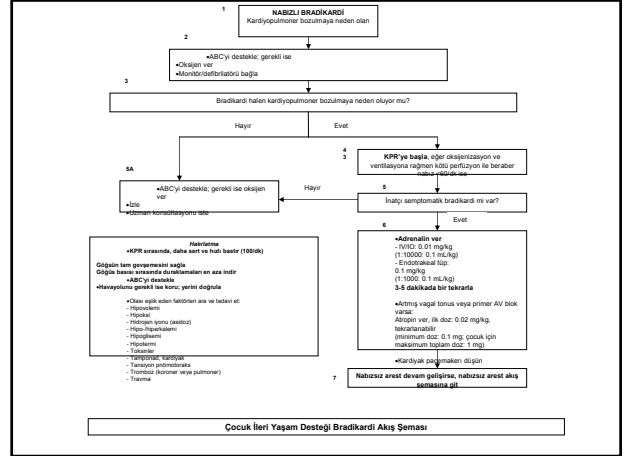 1
NABIZLI BRADİKARDİ
Kardiyopulmoner bozulmaya neden olan
2
•ABC'yi destekle; gerekli ise
•Oksijen ver
•Monitör/defibrilatörü bağla
3
Bradikardi halen kardiyopulmoner bozulmaya neden oluyor mu?
Hayır
Evet
4
3
KPR'ye başla, eğer oksijenizasyon ve
ventilasyona rağmen kötü perfüzyon ile beraber
nabız <60/dk ise
5A
•ABC'yi destekle; gerekli ise oksijen
ver
•İzle
•Uzman konsültasyonu iste
Hayır
5
İnatçı semptomatik bradikardi mi var?
Evet
6
•Adrenalin ver
- IV/IO: 0.01 mg/kg
(1:10000: 0.1 mL/kg)
- Endotrakeal tüp:
0.1 mg/kg
(1:1000: 0.1 mL/kg)
3-5 dakikada bir tekrarla
•Artmış vagal tonus veya primer AV blok
varsa:
Atropin ver, ilk doz: 0.02 mg/kg,
tekrarlanabilir
(minimum doz: 0.1 mg; çocuk için
maksimum toplam doz: 1 mg)
•Kardiyak pacemakerı düşün
Hatırlatma
•KPR sırasında, daha sert ve hızlı bastır (100/dk)
Göğsün tam gevşemesini sağla
Göğüs basısı sırasında duraklamaları en aza indir
•ABC'yi destekle
•Havayolunu gerekli ise koru; yerini doğrula
•Olası eşlik eden faktörleri ara ve tedavi et:
- Hipovolemi
- Hipoksi
- Hidrojen iyonu (asidoz)
- Hipo-/hiperkalemi
- Hipoglisemi
- Hipotermi
- Toksinler
- Tamponad, kardiyak
- Tansiyon pnömotoraks
- Tromboz (koroner veya pulmoner)
- Travma
7
Nabızsız arest devam gelişirse, nabızsız arest akış
şemasına git
Çocuk İleri Yaşam Desteği Bradikardi Akış Şeması